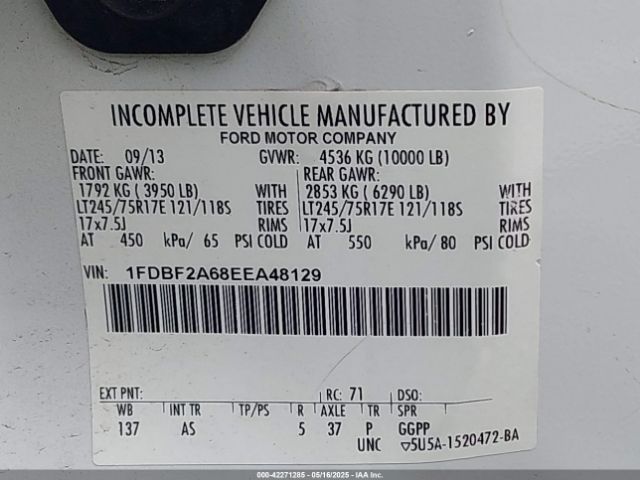 INCOMPLETE VEHICLE MANUFACTURED BY
FORD MOTOR COMPANY
DATE: 09/13 GVWR: 4536 KG (10000 LB)
FRONT GAWR: REAR GAWR:
1792 KG ( 3950 LB) WITH 2853 KG ( 6290 LB) WITH
LT245/75R17E 121/118S TIRES LT245/75R17E 121/118S TIRES
17x7.5J RIMS 17x7.5J RIMS
AT 450 kPa/ 65 PSI COLD AT 550 kPa/ 80 PSI COLD
VIN: 1FDBF2A68EEA48129
EXT PNT: RC: 71 DSO:
WB INT TR TP/PS R AXLE TR SPR
137 AS 5 37 P GGPP
UNC 5U5A-1520472-BA
000-42271285 - 05/16/2025 - IAA Inc.